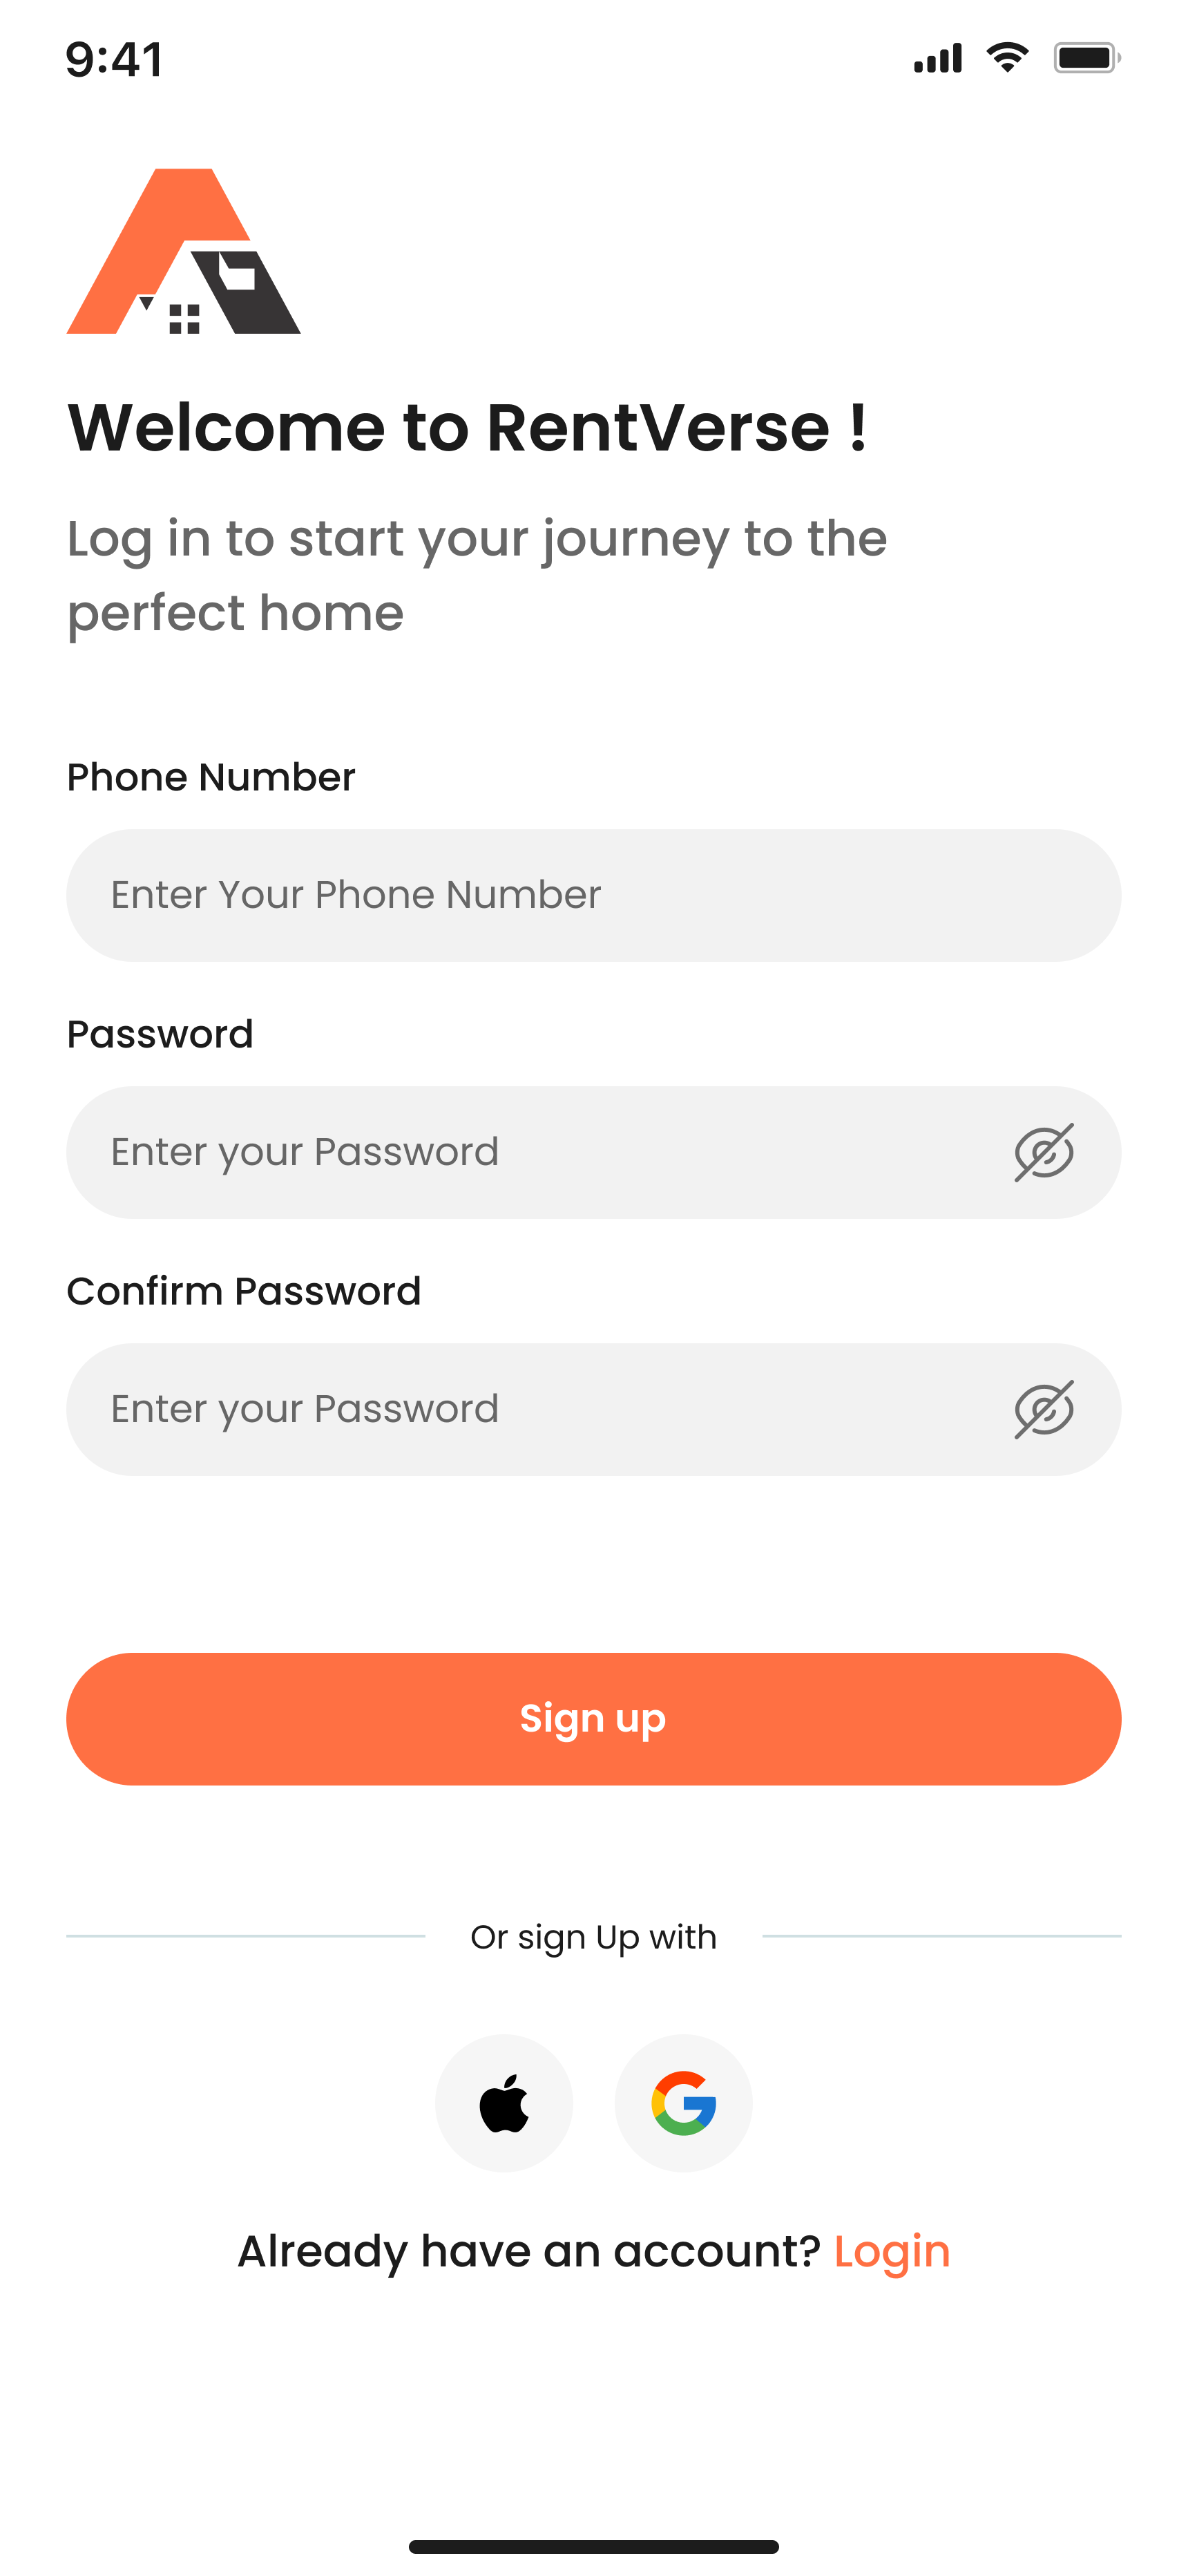 9:41
Welcome to RentVerse !
Log in to start your journey to the
perfect home
Phone Number
Enter Your Phone Number
Password
Enter your Password
Confirm Password
Enter your Password
Sign up
Or sign Up with
Already have an account? Login